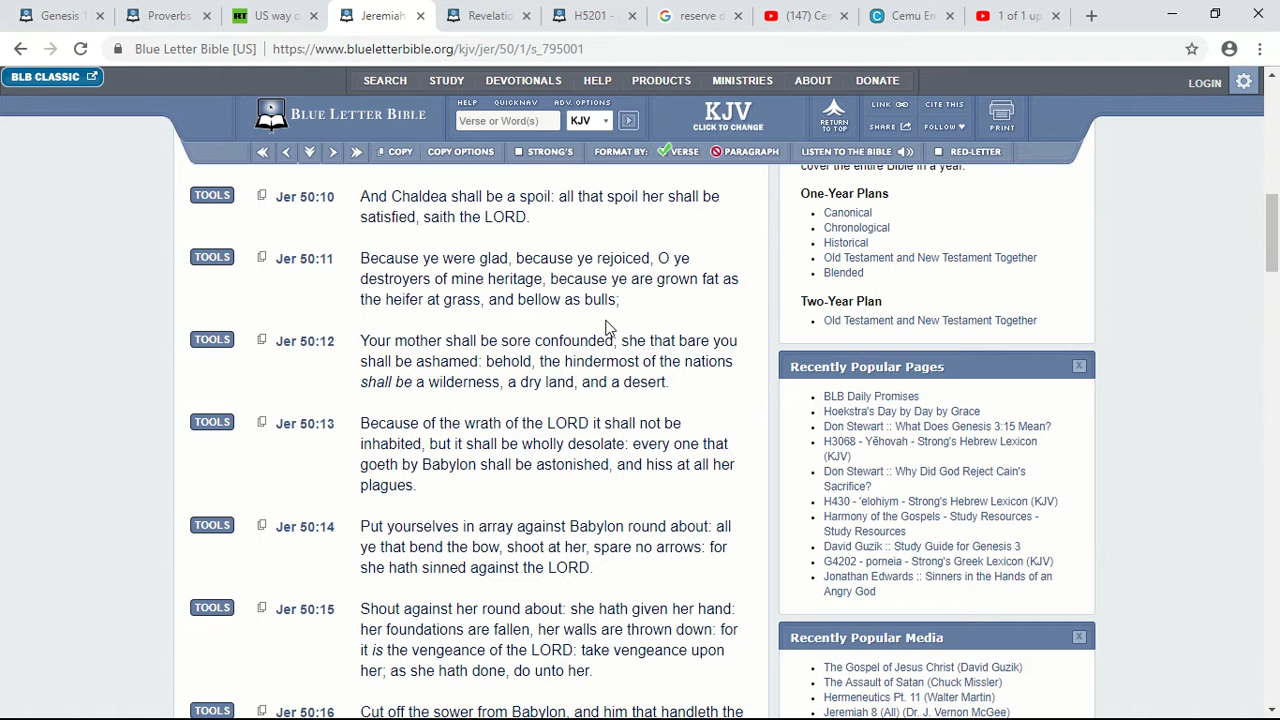 Genesis 1
Proverbs
RT
US way o
Jeremiah
Revelatio
H5201 -
reserve d
(147) Ce
Cemu En
1 of 1 up
Blue Letter Bible [US]
https://www.blueletterbible.org/kjv/jer/50/1/s_795001
BLB CLASSIC
SEARCH STUDY DEVOTIONALS HELP PRODUCTS MINISTRIES ABOUT DONATE
LOGIN
BLUE LETTER BIBLE
HELP QUICKNAV ADV. OPTIONS
Verse or Word(s)
KJV
KJV
CLICK TO CHANGE
RETURN
TO TOP
LINK
CITE THIS
SHARE
FOLLOW
PRINT
COPY COPY OPTIONS STRONG'S FORMAT BY: VERSE PARAGRAPH LISTEN TO THE BIBLE RED-LETTER
TOOLS Jer 50:10 And Chaldea shall be a spoil: all that spoil her shall be
satisfied, saith the LORD.
TOOLS Jer 50:11 Because ye were glad, because ye rejoiced, O ye
destroyers of mine heritage, because ye are grown fat as
the heifer at grass, and bellow as bulls;
TOOLS Jer 50:12 Your mother shall be sore confounded; she that bare you
shall be ashamed: behold, the hindermost of the nations
shall be a wilderness, a dry land, and a desert.
TOOLS Jer 50:13 Because of the wrath of the LORD it shall not be
inhabited, but it shall be wholly desolate: every one that
goeth by Babylon shall be astonished, and hiss at all her
plagues.
TOOLS Jer 50:14 Put yourselves in array against Babylon round about: all
ye that bend the bow, shoot at her, spare no arrows: for
she hath sinned against the LORD.
TOOLS Jer 50:15 Shout against her round about: she hath given her hand:
her foundations are fallen, her walls are thrown down: for
it is the vengeance of the LORD: take vengeance upon
her; as she hath done, do unto her.
TOOLS Jer 50:16 Cut off the sower from Babylon, and him that handleth the
cover the entire Bible in a year.
One-Year Plans
Canonical
Chronological
Historical
Old Testament and New Testament Together
Blended
Two-Year Plan
Old Testament and New Testament Together
Recently Popular Pages
BLB Daily Promises
Hoekstra's Day by Day by Grace
Don Stewart :: What Does Genesis 3:15 Mean?
H3068 - Yĕhovah - Strong's Hebrew Lexicon
(KJV)
Don Stewart :: Why Did God Reject Cain's
Sacrifice?
H430 - 'elohiym - Strong's Hebrew Lexicon (KJV)
Harmony of the Gospels - Study Resources -
Study Resources
David Guzik :: Study Guide for Genesis 3
G4202 - porneia - Strong's Greek Lexicon (KJV)
Jonathan Edwards :: Sinners in the Hands of an
Angry God
Recently Popular Media
The Gospel of Jesus Christ (David Guzik)
The Assault of Satan (Chuck Missler)
Hermeneutics Pt. 11 (Walter Martin)
Jeremiah 8 (All) (Dr. J. Vernon McGee)